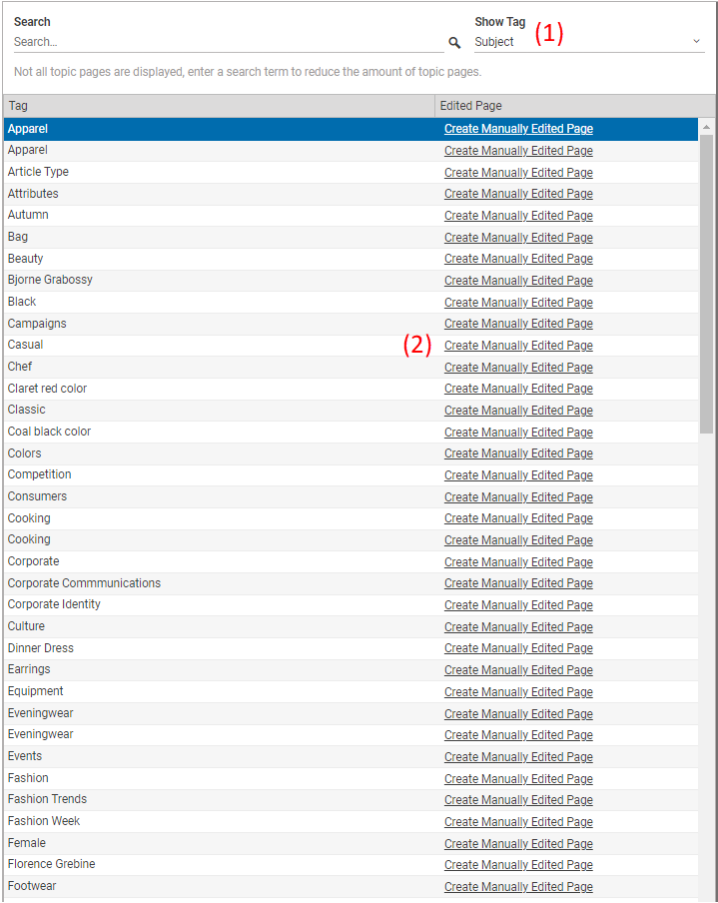 Search
Show Tag
(1)
Search...
Subject
Not all topic pages are displayed, enter a search term to reduce the amount of topic pages.
Tag Edited Page
Apparel Create Manually Edited Page
Apparel Create Manually Edited Page
Article Type Create Manually Edited Page
Attributes Create Manually Edited Page
Autumn Create Manually Edited Page
Bag Create Manually Edited Page
Beauty Create Manually Edited Page
Bjorne Grabossy Create Manually Edited Page
Black Create Manually Edited Page
Campaigns Create Manually Edited Page
Casual (2) Create Manually Edited Page
Chef Create Manually Edited Page
Claret red color Create Manually Edited Page
Classic Create Manually Edited Page
Coal black color Create Manually Edited Page
Colors Create Manually Edited Page
Competition Create Manually Edited Page
Consumers Create Manually Edited Page
Cooking Create Manually Edited Page
Cooking Create Manually Edited Page
Corporate Create Manually Edited Page
Corporate Commmunications Create Manually Edited Page
Corporate Identity Create Manually Edited Page
Culture Create Manually Edited Page
Dinner Dress Create Manually Edited Page
Earrings Create Manually Edited Page
Equipment Create Manually Edited Page
Eveningwear Create Manually Edited Page
Eveningwear Create Manually Edited Page
Events Create Manually Edited Page
Fashion Create Manually Edited Page
Fashion Trends Create Manually Edited Page
Fashion Week Create Manually Edited Page
Female Create Manually Edited Page
Florence Grebine Create Manually Edited Page
Footwear Create Manually Edited Page